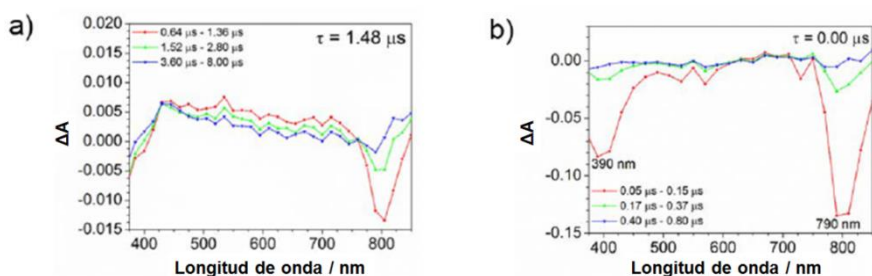 a)
0.64 µs - 1.36 µs
1.52 µs - 2.80 µs
3.60 µs - 8.00 µs
τ = 1.48 µs
0.020
0.015
0.010
0.005
0.000
-0.005
-0.010
-0.015
ΔA
400 500 600 700 800
Longitud de onda / nm
b)
τ = 0.00 µs
0.00
-0.05
-0.10
-0.15
ΔA
390 nm
790 nm
0.05 µs - 0.15 µs
0.17 µs - 0.37 µs
0.40 µs - 0.80 µs
400 500 600 700 800
Longitud de onda / nm